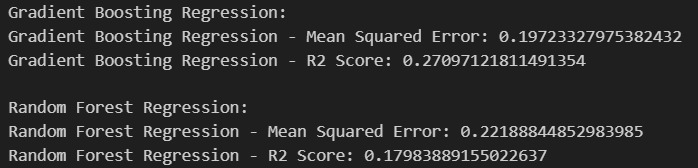 Gradient Boosting Regression:
Gradient Boosting Regression - Mean Squared Error: 0.19723327975382432
Gradient Boosting Regression - R2 Score: 0.27097121811491354
Random Forest Regression:
Random Forest Regression - Mean Squared Error: 0.22188844852983985
Random Forest Regression - R2 Score: 0.17983889155022637